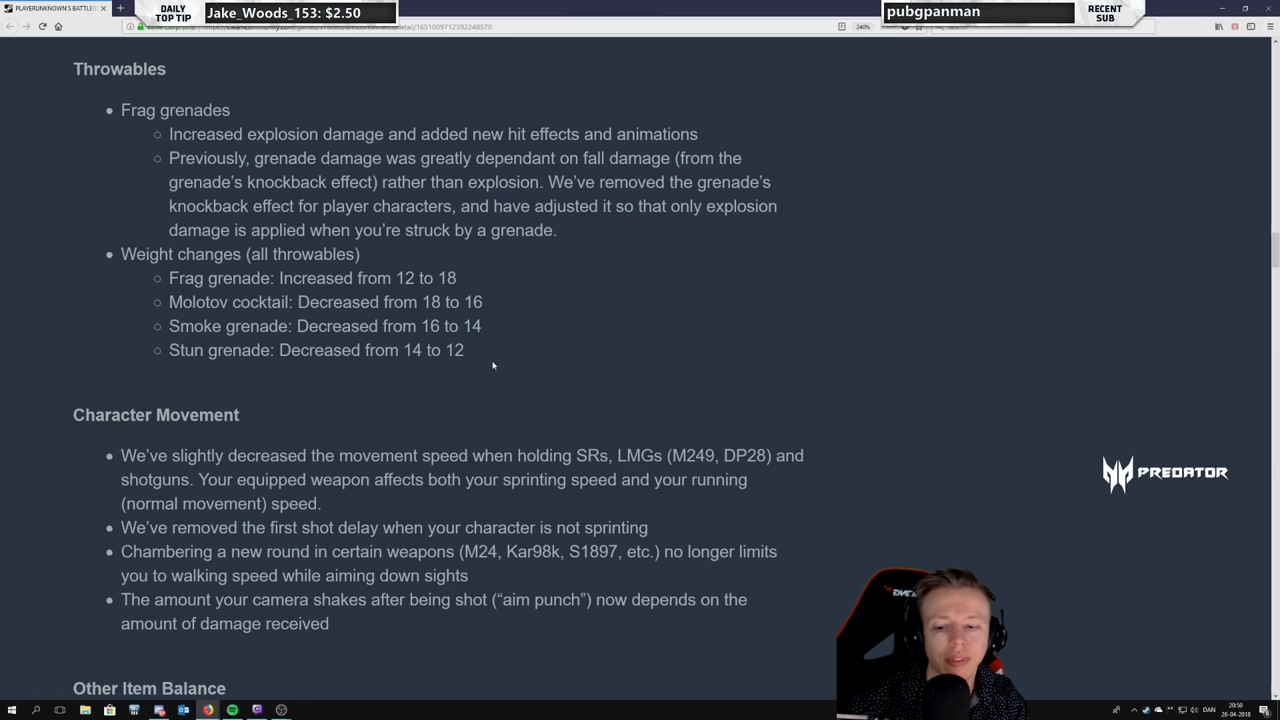 PLAYERUNKNOWN'S BATTLEG
DAILY TOP TIP
Jake_Woods_153: $2.50
pubgpanman
RECENT SUB
240%
Throwables
• Frag grenades
○ Increased explosion damage and added new hit effects and animations
○ Previously, grenade damage was greatly dependant on fall damage (from the
grenade’s knockback effect) rather than explosion. We’ve removed the grenade’s
knockback effect for player characters, and have adjusted it so that only explosion
damage is applied when you’re struck by a grenade.
• Weight changes (all throwables)
○ Frag grenade: Increased from 12 to 18
○ Molotov cocktail: Decreased from 18 to 16
○ Smoke grenade: Decreased from 16 to 14
○ Stun grenade: Decreased from 14 to 12
Character Movement
• We’ve slightly decreased the movement speed when holding SRs, LMGs (M249, DP28) and
shotguns. Your equipped weapon affects both your sprinting speed and your running
(normal movement) speed.
• We’ve removed the first shot delay when your character is not sprinting
• Chambering a new round in certain weapons (M24, Kar98k, S1897, etc.) no longer limits
you to walking speed while aiming down sights
• The amount your camera shakes after being shot (“aim punch”) now depends on the
amount of damage received
PREDATOR
Other Item Balance
DAN
20:50
26-04-2018